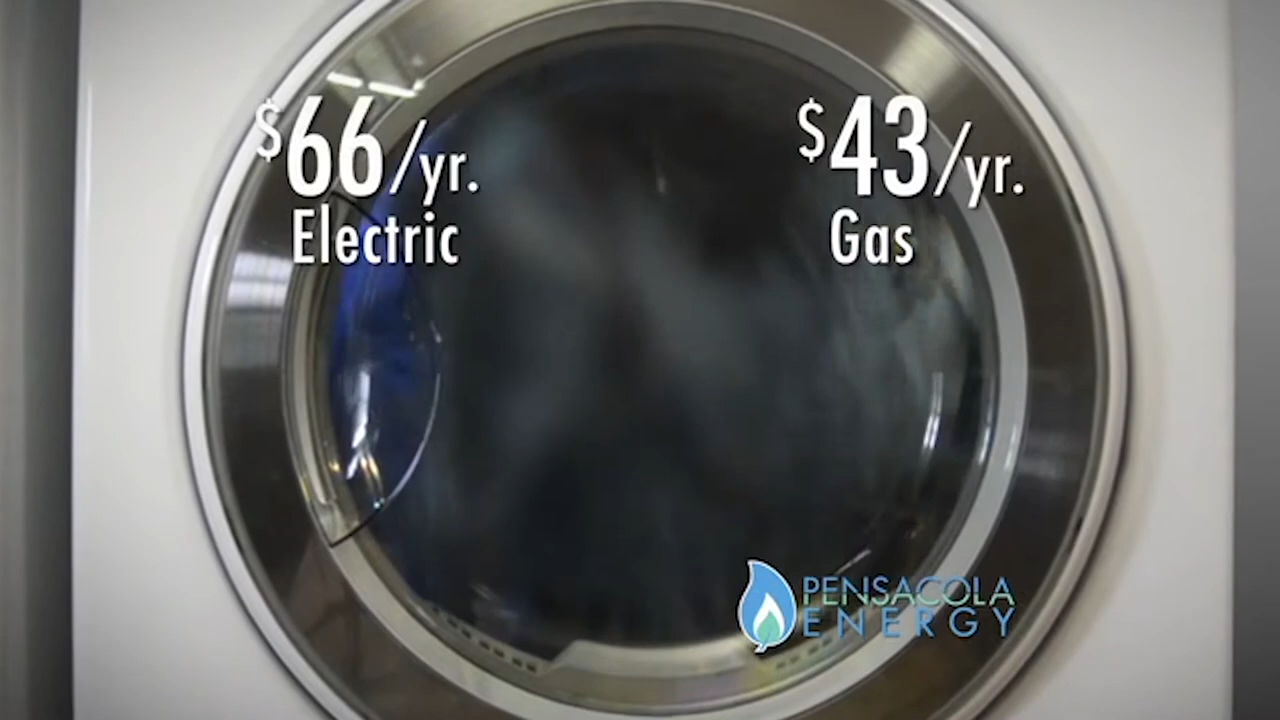 $66/yr.
Electric
$43/yr.
Gas
PENSACOLA
ENERGY